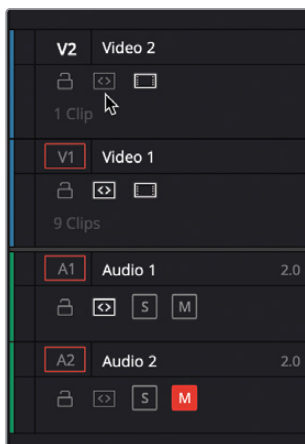 V2 Video 2
1 Clip
V1 Video 1
9 Clips
A1 Audio 1 2.0
S M
A2 Audio 2 2.0
S M